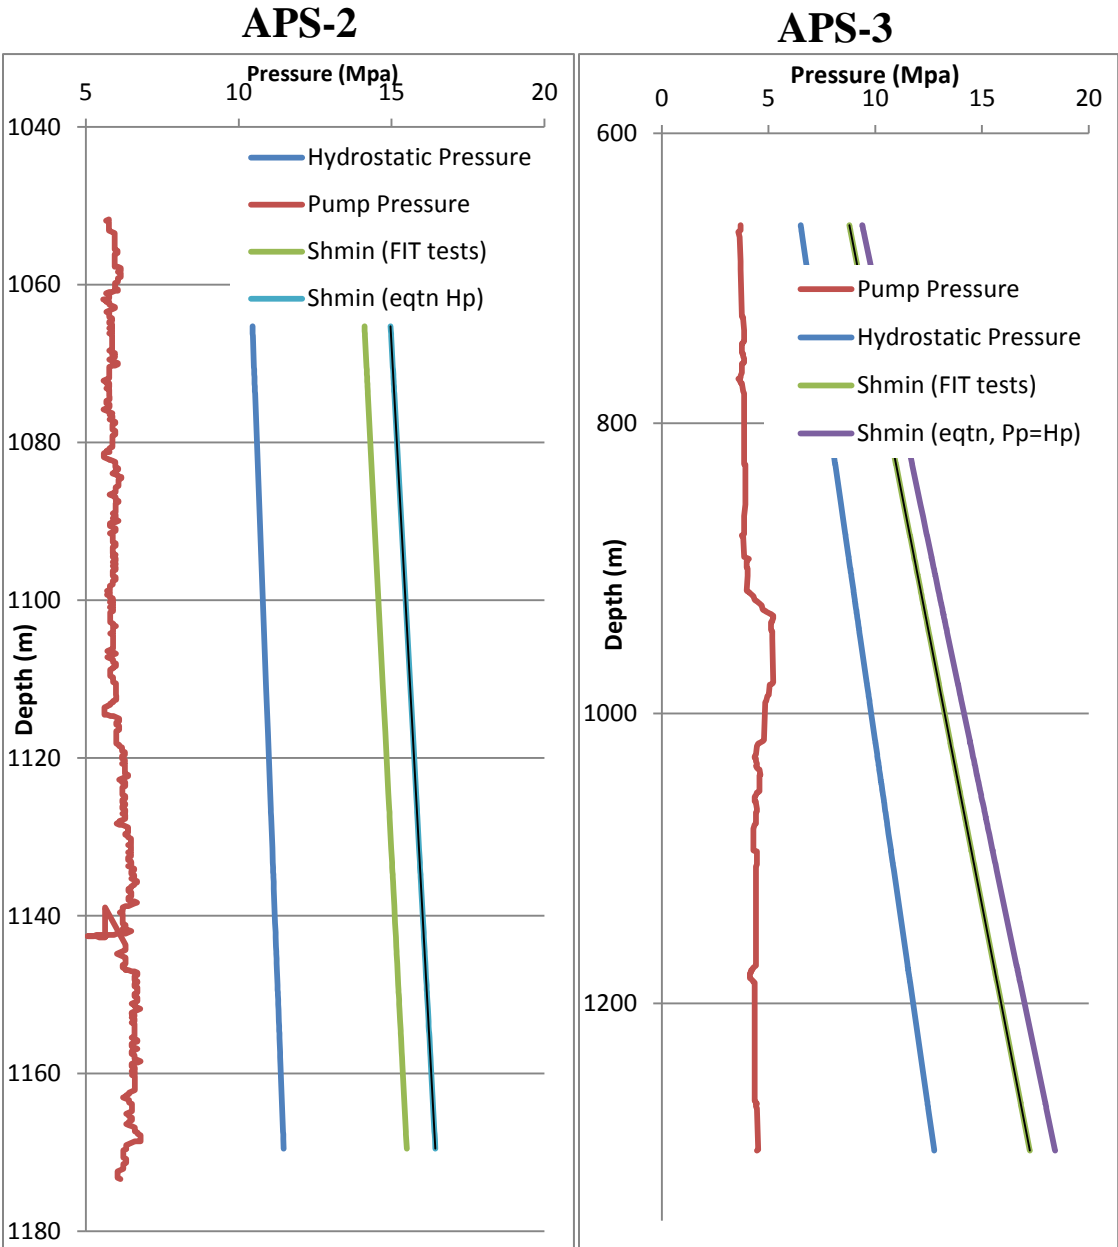 APS-2
Pressure (Mpa)
5 10 15 20
1040
1060
1080
1100
1120
1140
1160
1180
Depth (m)
Hydrostatic Pressure
Pump Pressure
Shmin (FIT tests)
Shmin (eqtn Hp)
APS-3
Pressure (Mpa)
0 5 10 15 20
600
800
1000
1200
Depth (m)
Pump Pressure
Hydrostatic Pressure
Shmin (FIT tests)
Shmin (eqtn, Pp=Hp)